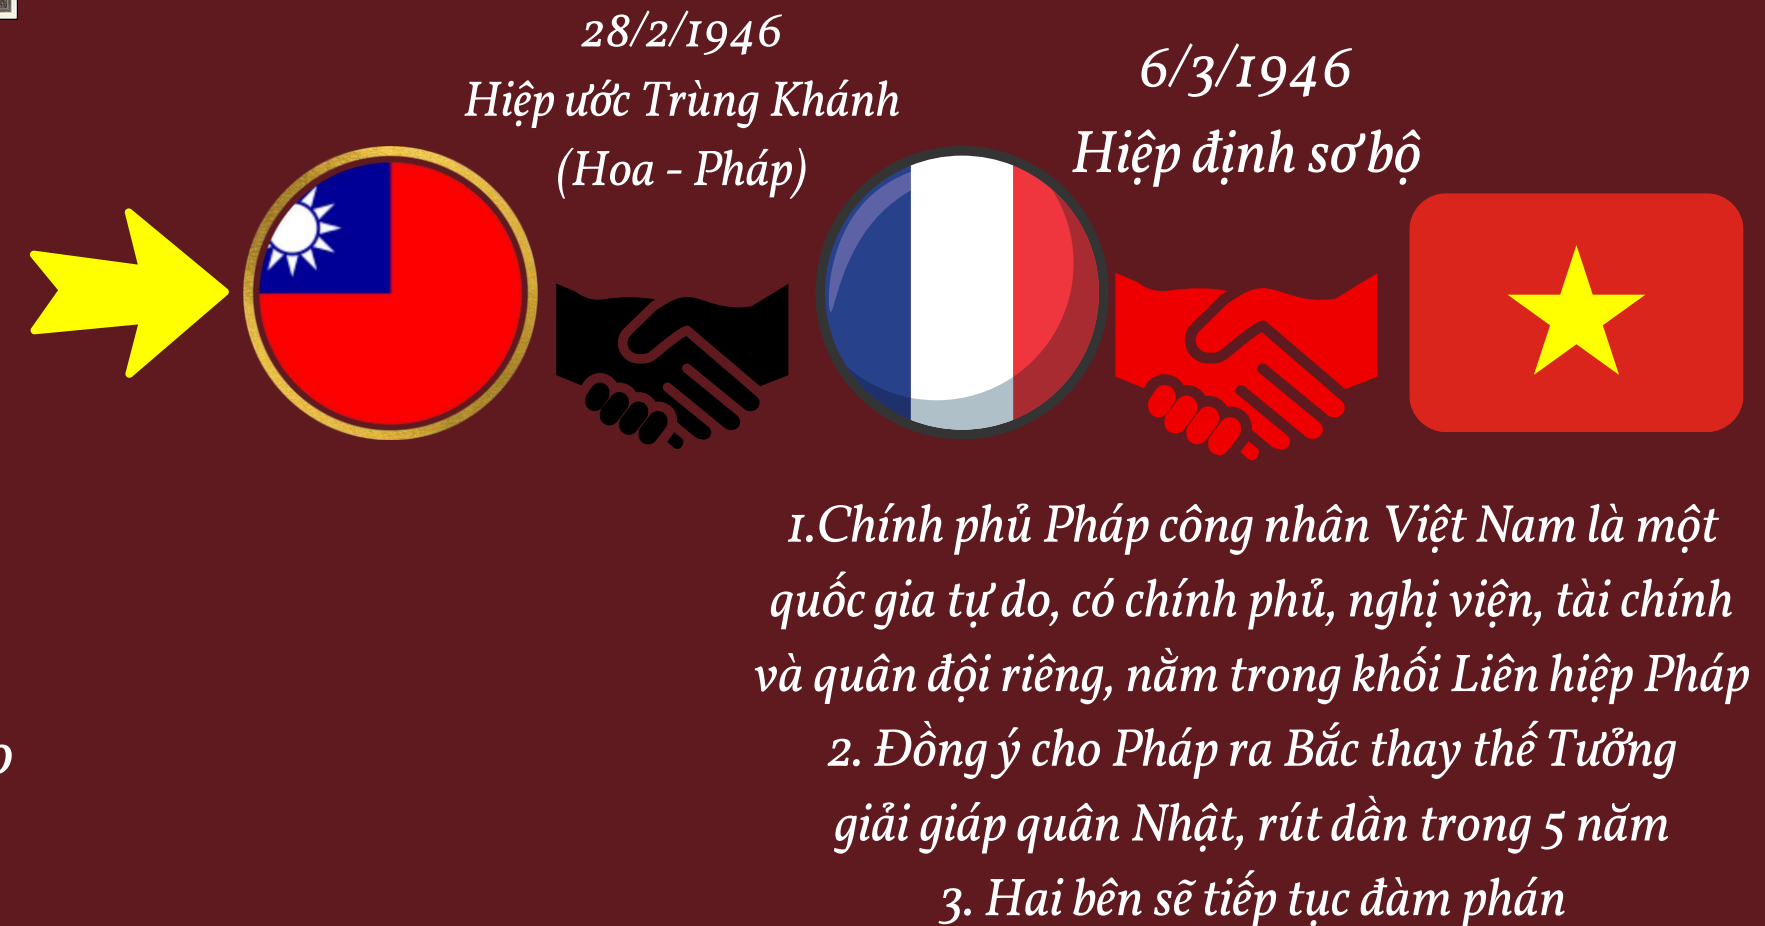 28/2/1946
Hiệp ước Trùng Khánh
(Hoa - Pháp)
6/3/1946
Hiệp định sơ bộ
1.Chính phủ Pháp công nhân Việt Nam là một
quốc gia tự do, có chính phủ, nghị viện, tài chính
và quân đội riêng, nằm trong khối Liên hiệp Pháp
2. Đồng ý cho Pháp ra Bắc thay thế Tưởng
giải giáp quân Nhật, rút dần trong 5 năm
3. Hai bên sẽ tiếp tục đàm phán